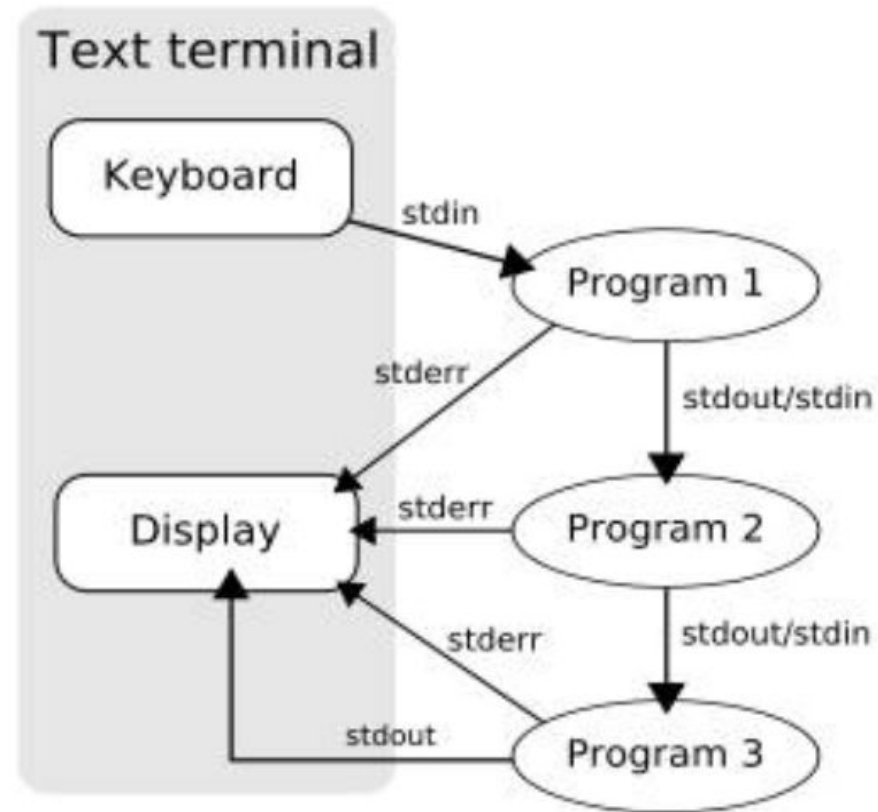 Text terminal
Keyboard
stdin
Program 1
stderr
stdout/stdin
Display
stderr
Program 2
stderr
stdout/stdin
stdout
Program 3